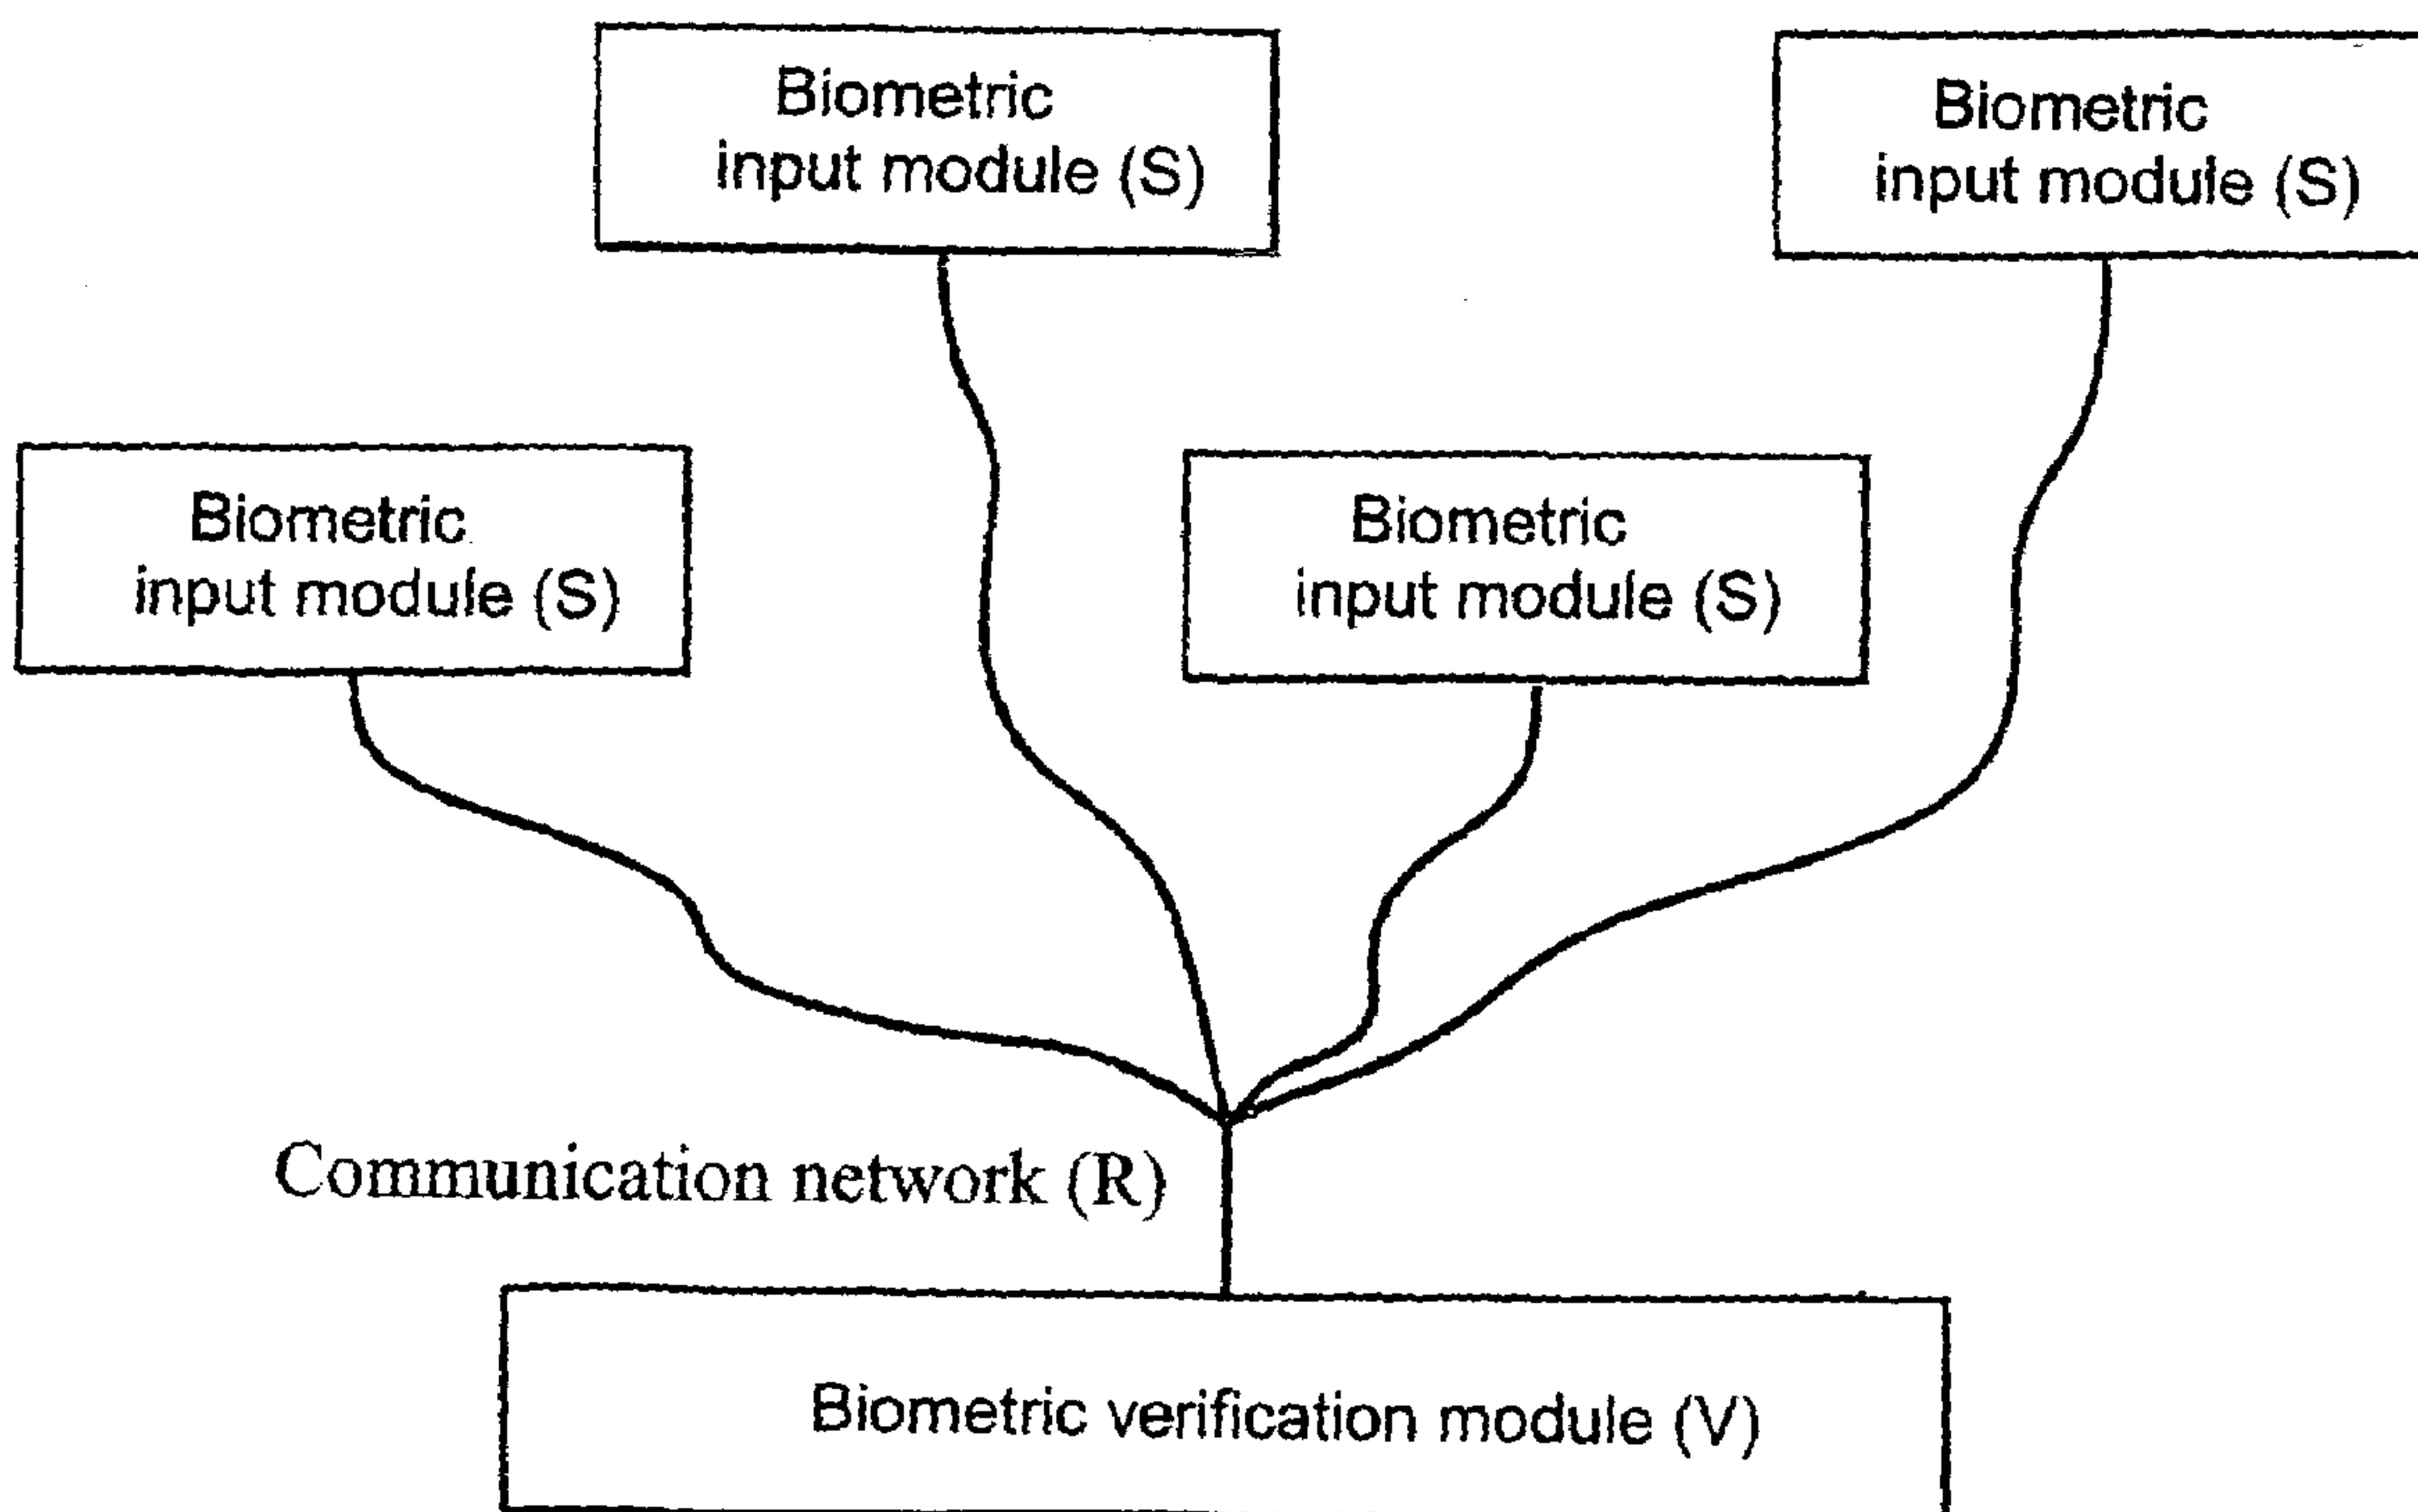 Biometric
input module (S)
Biometric
input module (S)
Biometric
input module (S)
Biometric
input module (S)
Communication network (R)
Biometric verification module (V)